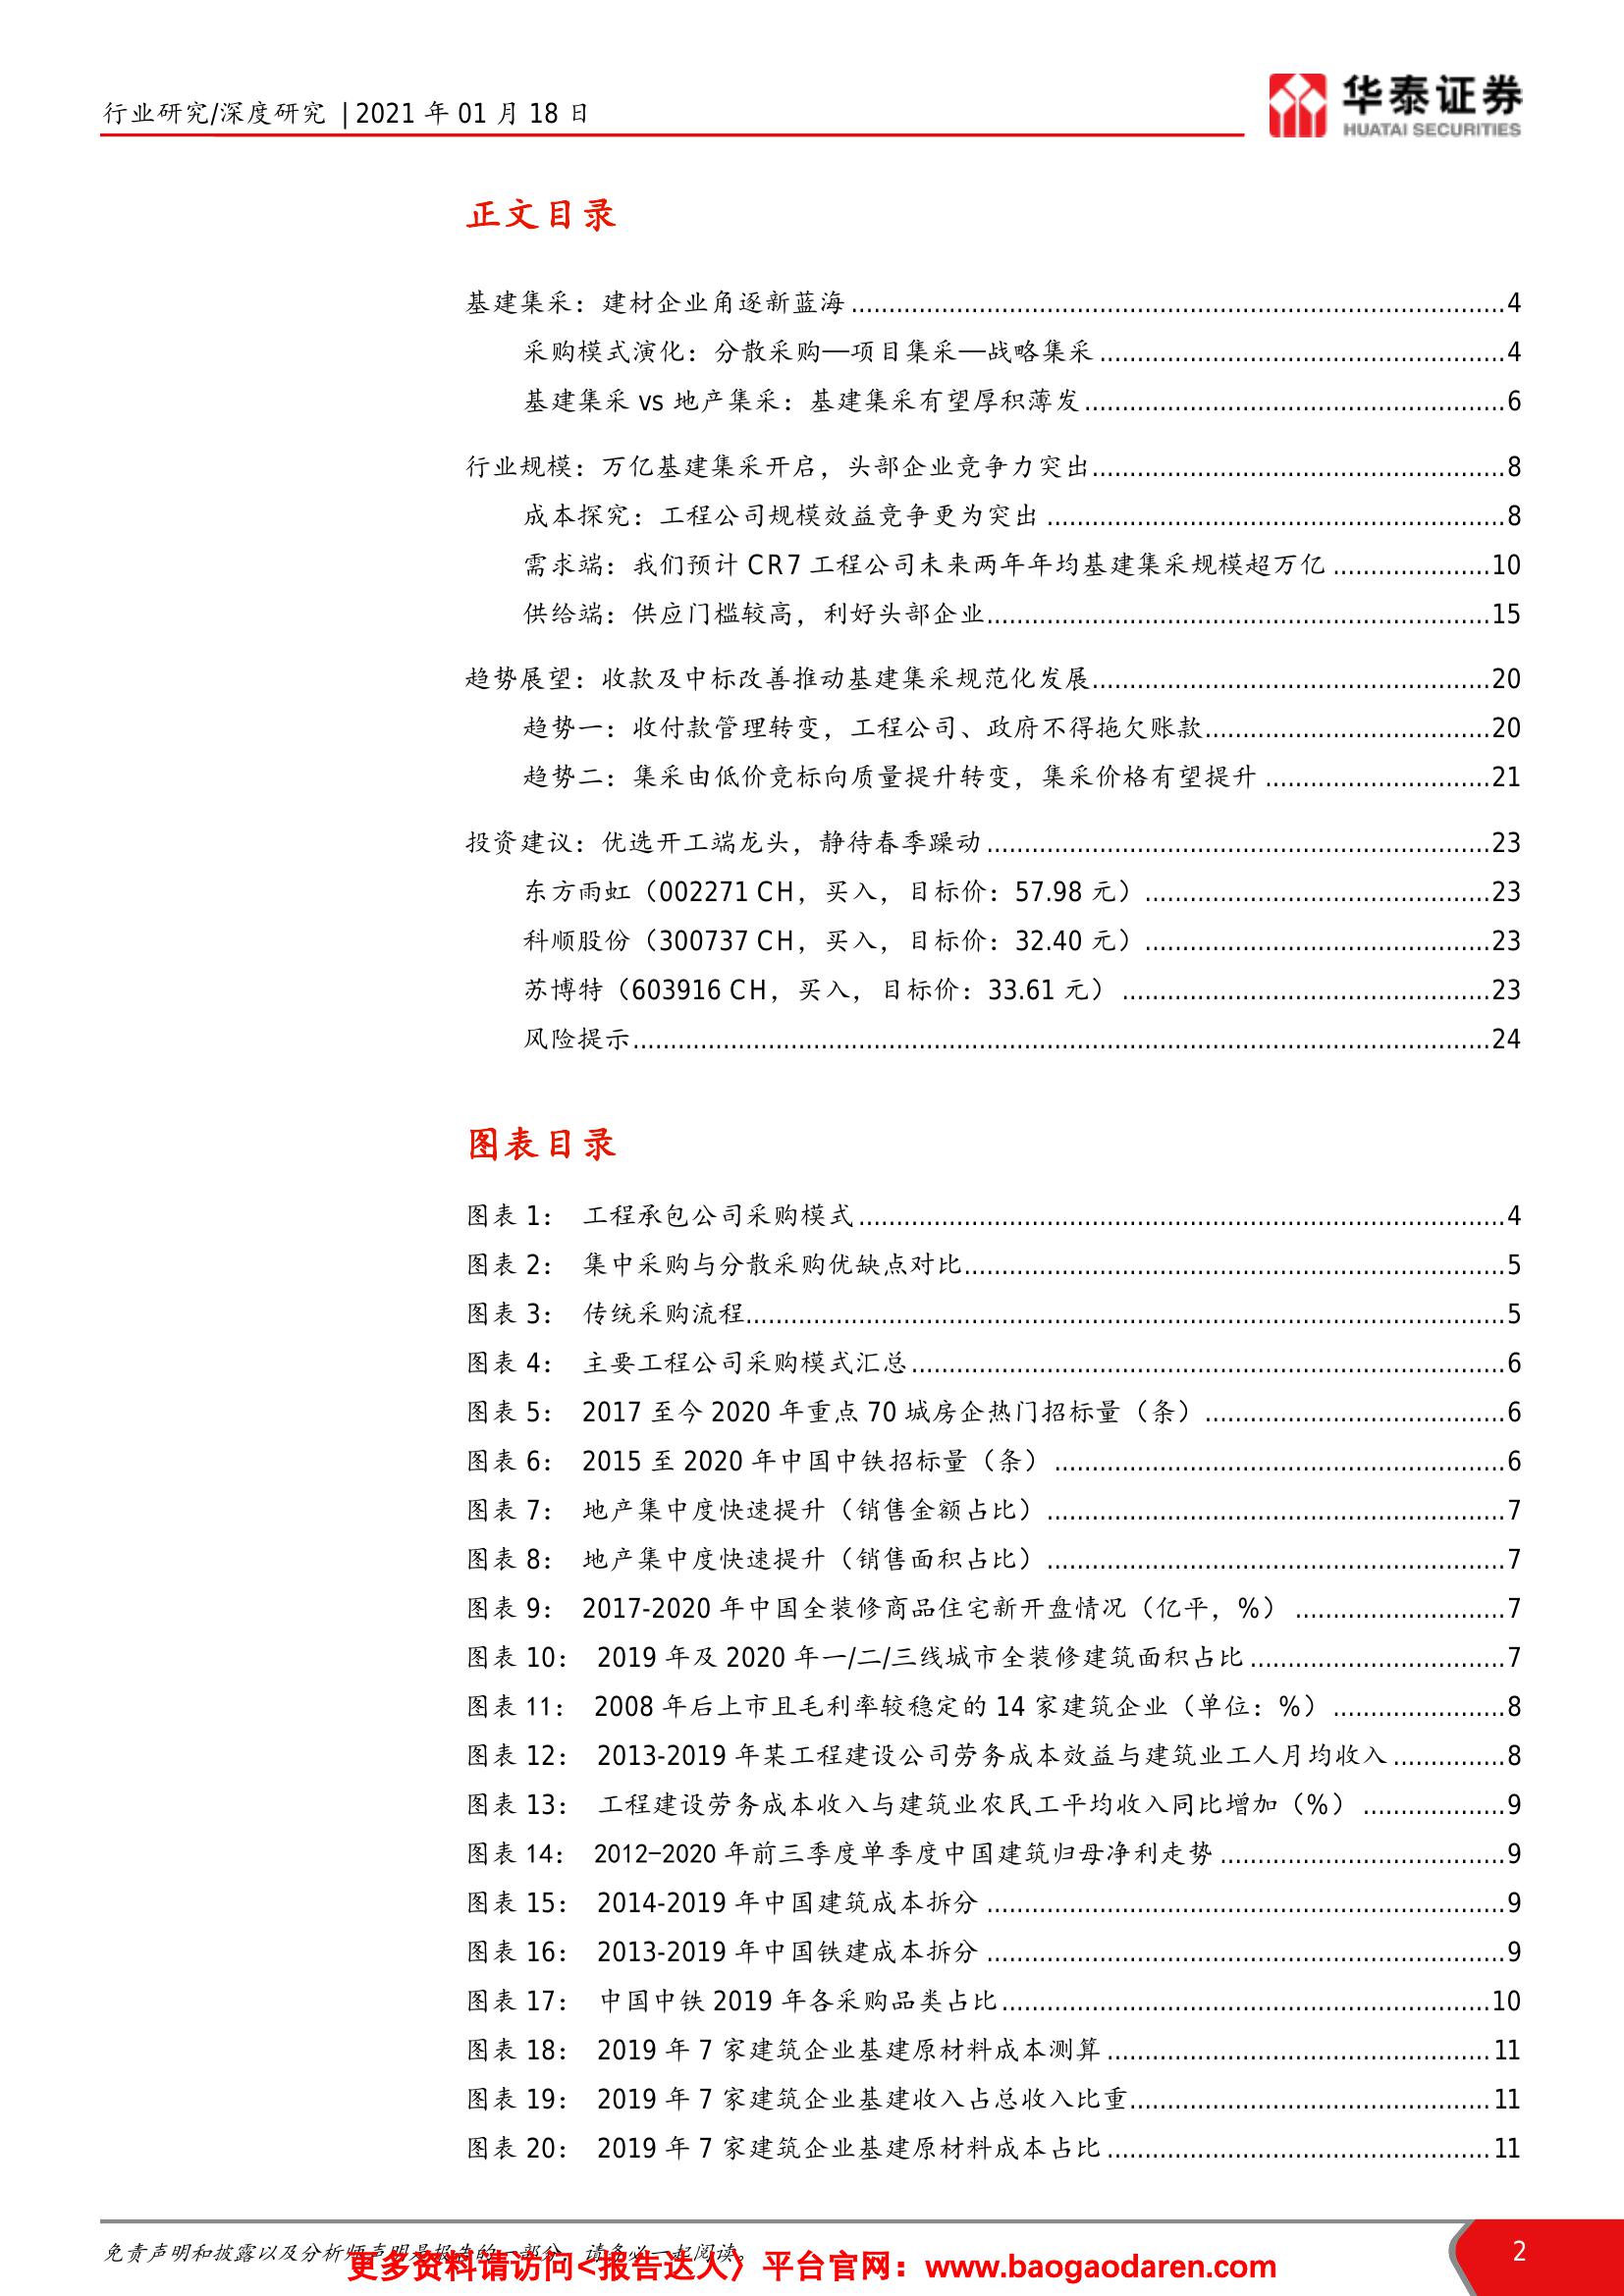 行业研究/深度研究 | 2021 年 01 月 18 日
华泰证券
HUATAI SECURITIES
正文目录
基建集采：建材企业角逐新蓝海................................4
采购模式演化：分散采购—项目集采—战略集采................................4
基建集采 vs 地产集采：基建集采有望厚积薄发................................6
行业规模：万亿基建集采开启，头部企业竞争力突出................................8
成本探究：工程公司规模效益竞争更为突出................................8
需求端：我们预计 CR7 工程公司未来两年年均基建集采规模超万亿................................10
供给端：供应门槛较高，利好头部企业................................15
趋势展望：收款及中标改善推动基建集采规范化发展................................20
趋势一：收付款管理转变，工程公司、政府不得拖欠账款................................20
趋势二：集采由低价竞标向质量提升转变，集采价格有望提升................................21
投资建议：优选开工端龙头，静待春季躁动................................23
东方雨虹（002271 CH，买入，目标价：57.98 元）................................23
科顺股份（300737 CH，买入，目标价：32.40 元）................................23
苏博特（603916 CH，买入，目标价：33.61 元）................................23
风险提示................................24
图表目录
图表 1： 工程承包公司采购模式................................4
图表 2： 集中采购与分散采购优缺点对比................................5
图表 3： 传统采购流程................................5
图表 4： 主要工程公司采购模式汇总................................6
图表 5： 2017 至今 2020 年重点 70 城房企热门招标量（条）................................6
图表 6： 2015 至 2020 年中国中铁招标量（条）................................6
图表 7： 地产集中度快速提升（销售金额占比）................................7
图表 8： 地产集中度快速提升（销售面积占比）................................7
图表 9： 2017-2020 年中国全装修商品住宅新开盘情况（亿平，%）................................7
图表 10： 2019 年及 2020 年一/二/三线城市全装修建筑面积占比................................7
图表 11： 2008 年后上市且毛利率较稳定的 14 家建筑企业（单位：%）................................8
图表 12： 2013-2019 年某工程建设公司劳务成本效益与建筑业工人月均收入................................8
图表 13： 工程建设劳务成本收入与建筑业农民工平均收入同比增加（%）................................9
图表 14： 2012-2020 年前三季度单季度中国建筑归母净利走势................................9
图表 15： 2014-2019 年中国建筑成本拆分................................9
图表 16： 2013-2019 年中国铁建成本拆分................................9
图表 17： 中国中铁 2019 年各采购品类占比................................10
图表 18： 2019 年 7 家建筑企业基建原材料成本测算................................11
图表 19： 2019 年 7 家建筑企业基建收入占总收入比重................................11
图表 20： 2019 年 7 家建筑企业基建原材料成本占比................................11
免责声明和披露以及分析师声明是报告的一部分，请务必一起阅读。
2
更多资料请访问<报告达人〉平台官网：www.baogaodaren.com